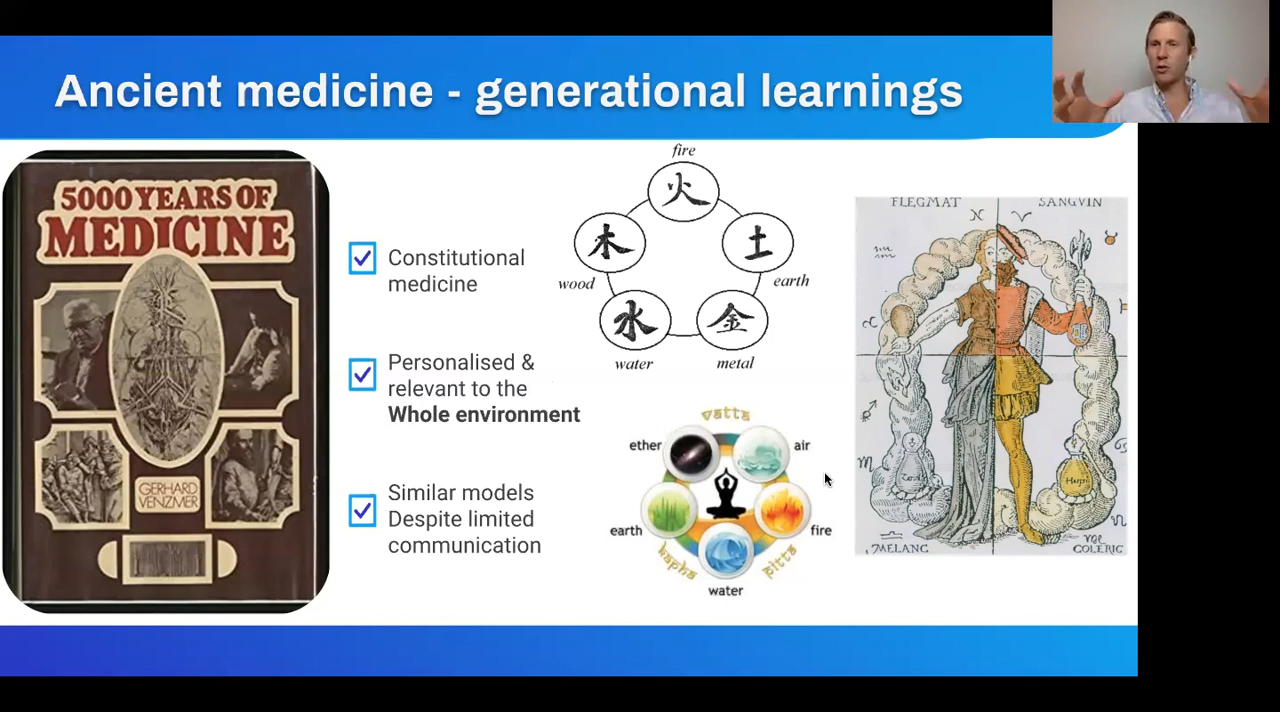 Ancient medicine - generational learnings
5000 YEARS OF
MEDICINE
GERHARD
VENZMER
Constitutional
medicine
Personalised &
relevant to the
Whole environment
Similar models
Despite limited
communication
fire
火
木
土
wood
earth
水
金
water
metal
vatta
ether
air
earth
fire
kapha
pitta
water
FLEGMAT
SANGVIN
MELANC
COLERIC